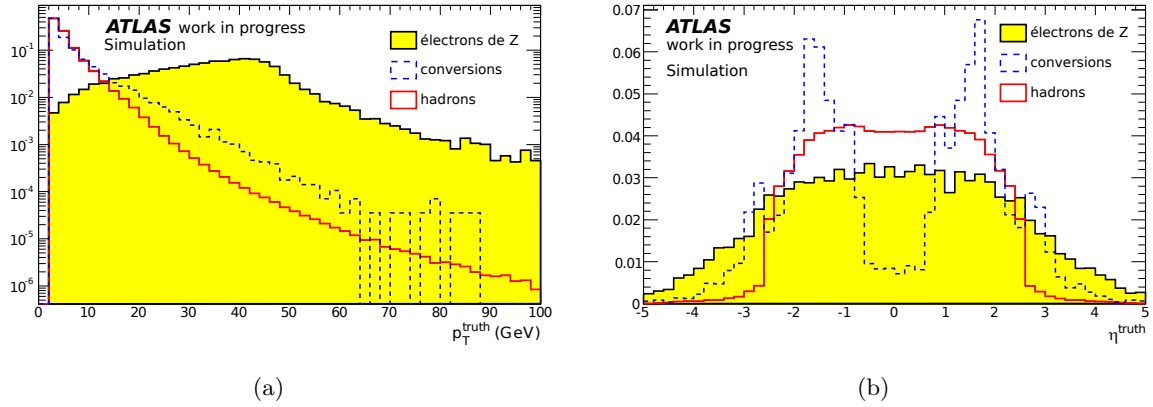 ATLAS work in progress
Simulation
électrons de Z
conversions
hadrons
10^-1
10^-2
10^-3
10^-4
10^-5
10^-6
0 10 20 30 40 50 60 70 80 90 100
p_T^truth (GeV)
(a)
ATLAS
work in progress
Simulation
électrons de Z
conversions
hadrons
0.07
0.06
0.05
0.04
0.03
0.02
0.01
0
-5 -4 -3 -2 -1 0 1 2 3 4 5
η^truth
(b)